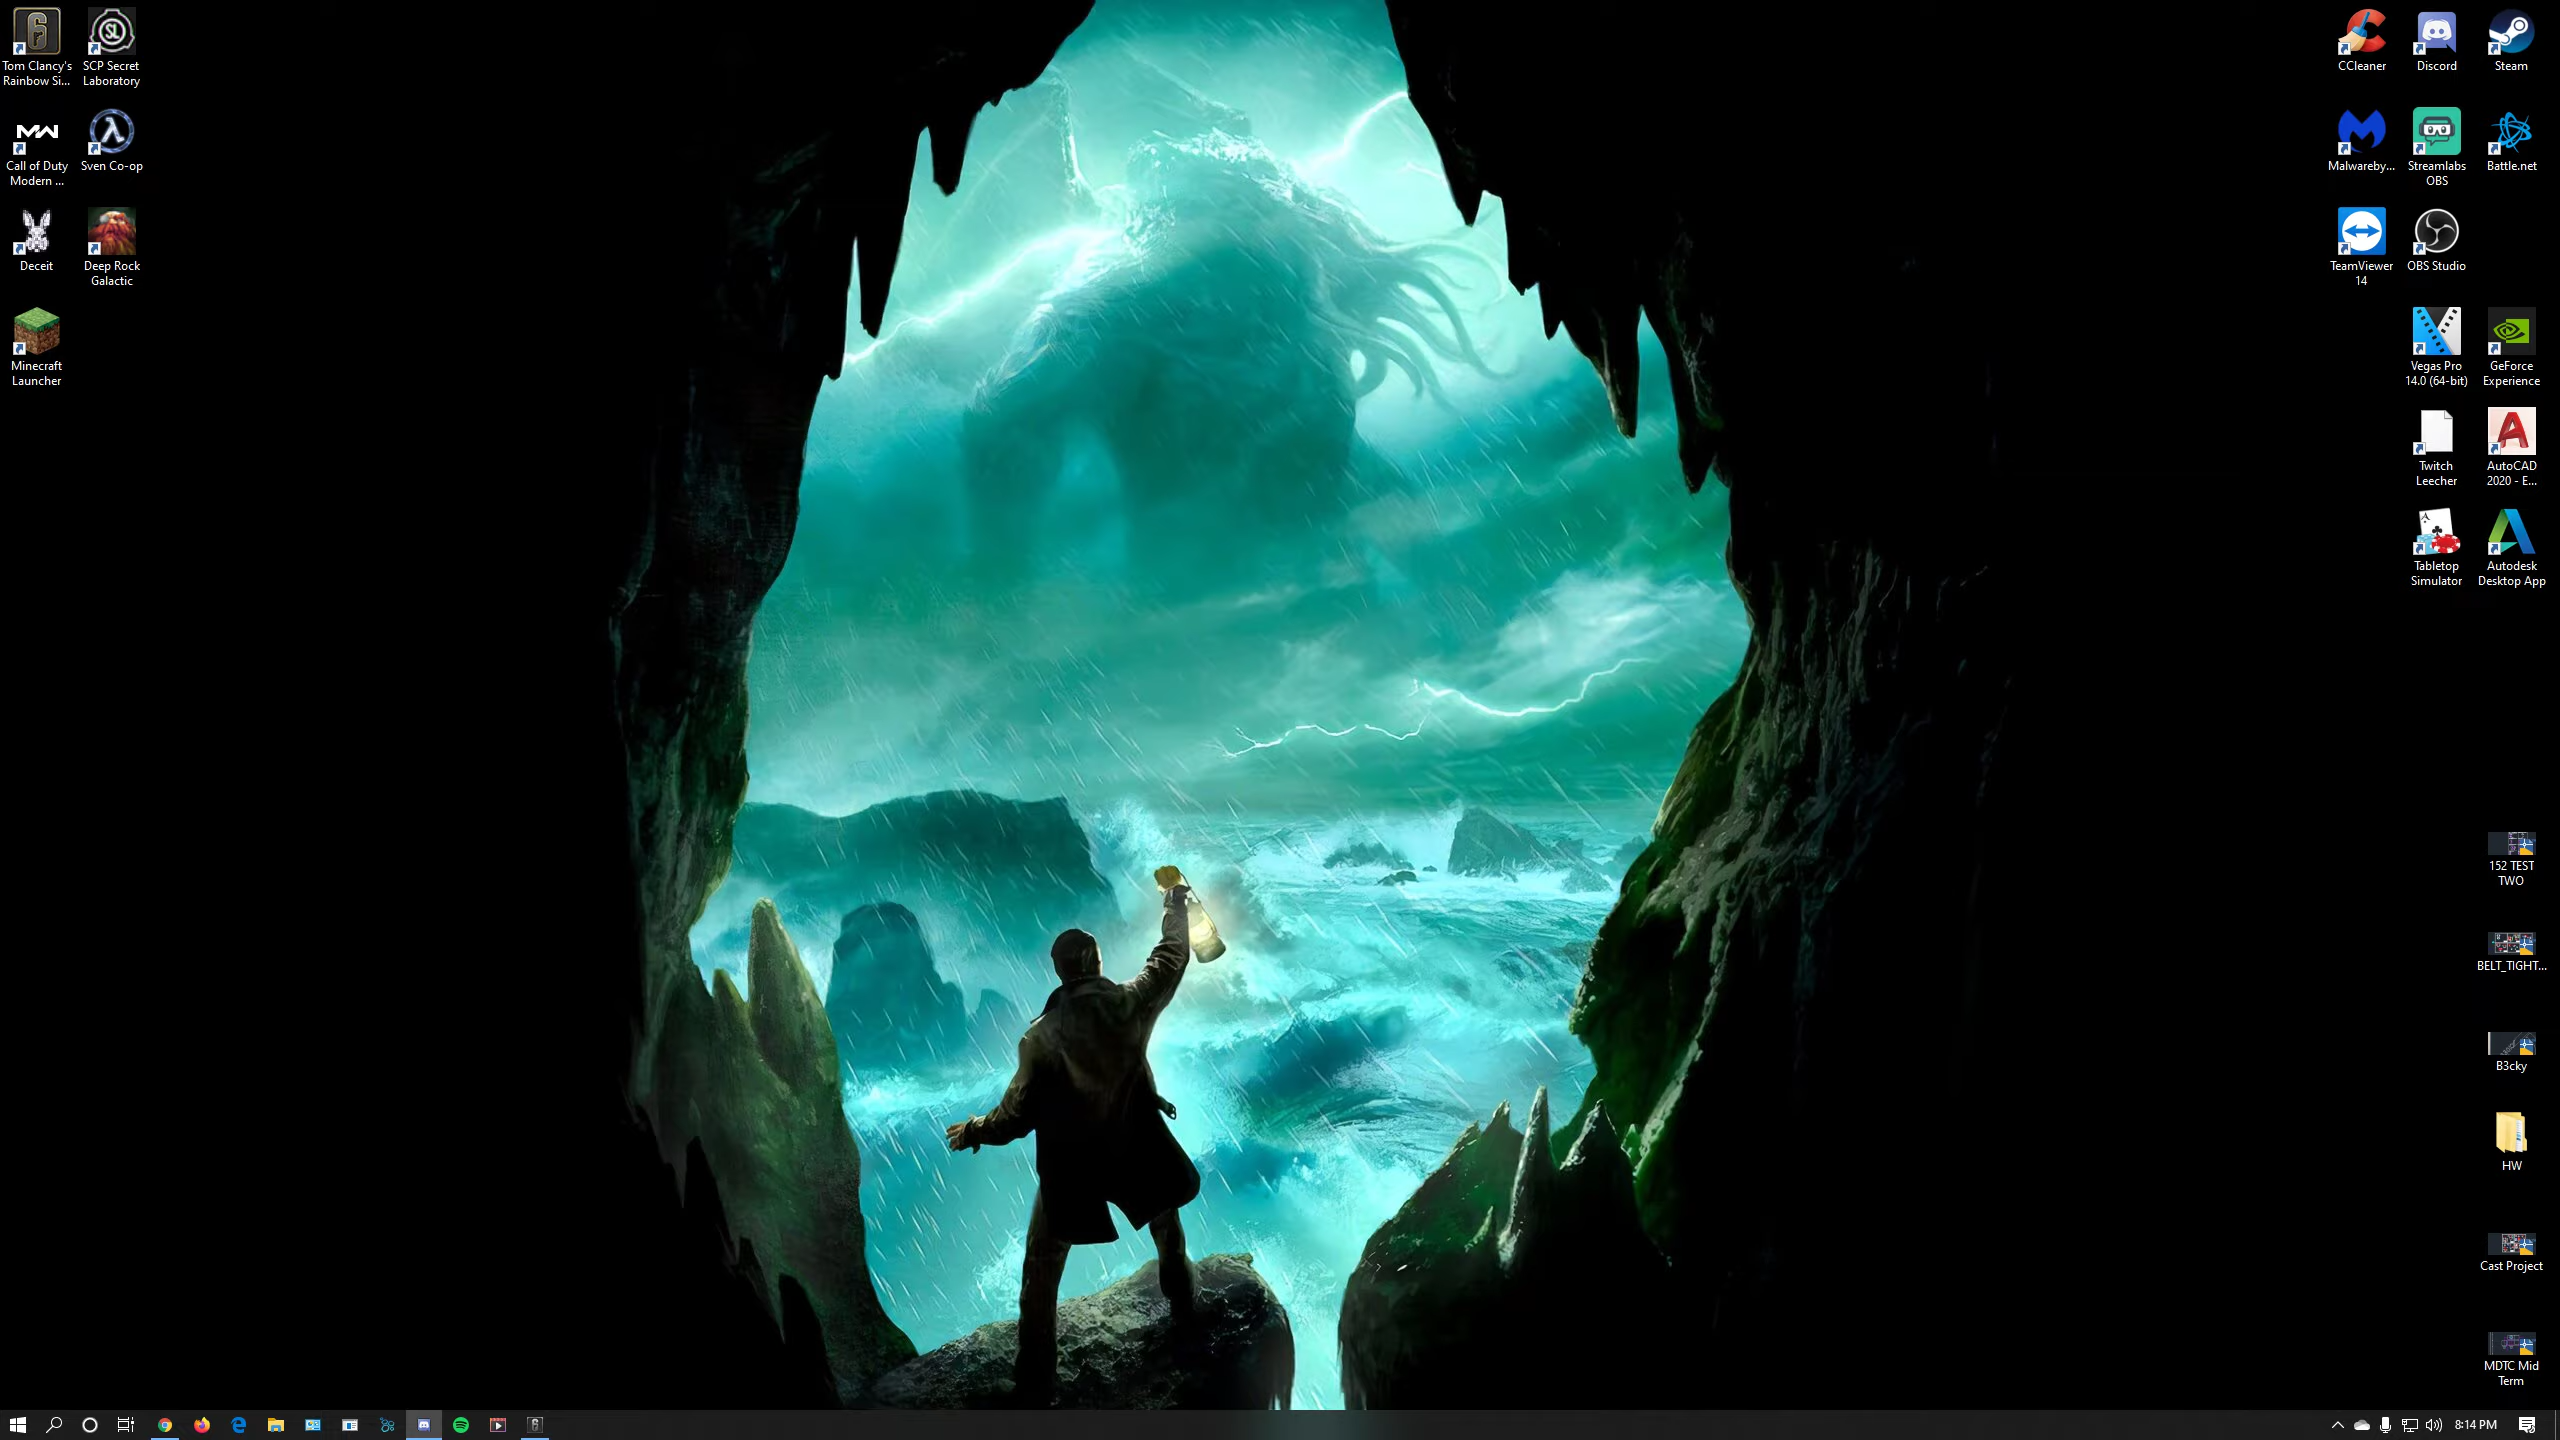 Tom Clancy's
Rainbow Si...
SCP Secret
Laboratory
Call of Duty
Modern ...
Sven Co-op
Deceit
Deep Rock
Galactic
Minecraft
Launcher
CCleaner
Discord
Steam
Malwareby...
Streamlabs
OBS
Battle.net
TeamViewer
14
OBS Studio
Vegas Pro
14.0 (64-bit)
GeForce
Experience
Twitch
Leecher
AutoCAD
2020 - E...
Tabletop
Simulator
Autodesk
Desktop App
152 TEST
TWO
BELT_TIGHT...
B3cky
HW
Cast Project
MDTC Mid
Term
8:14 PM